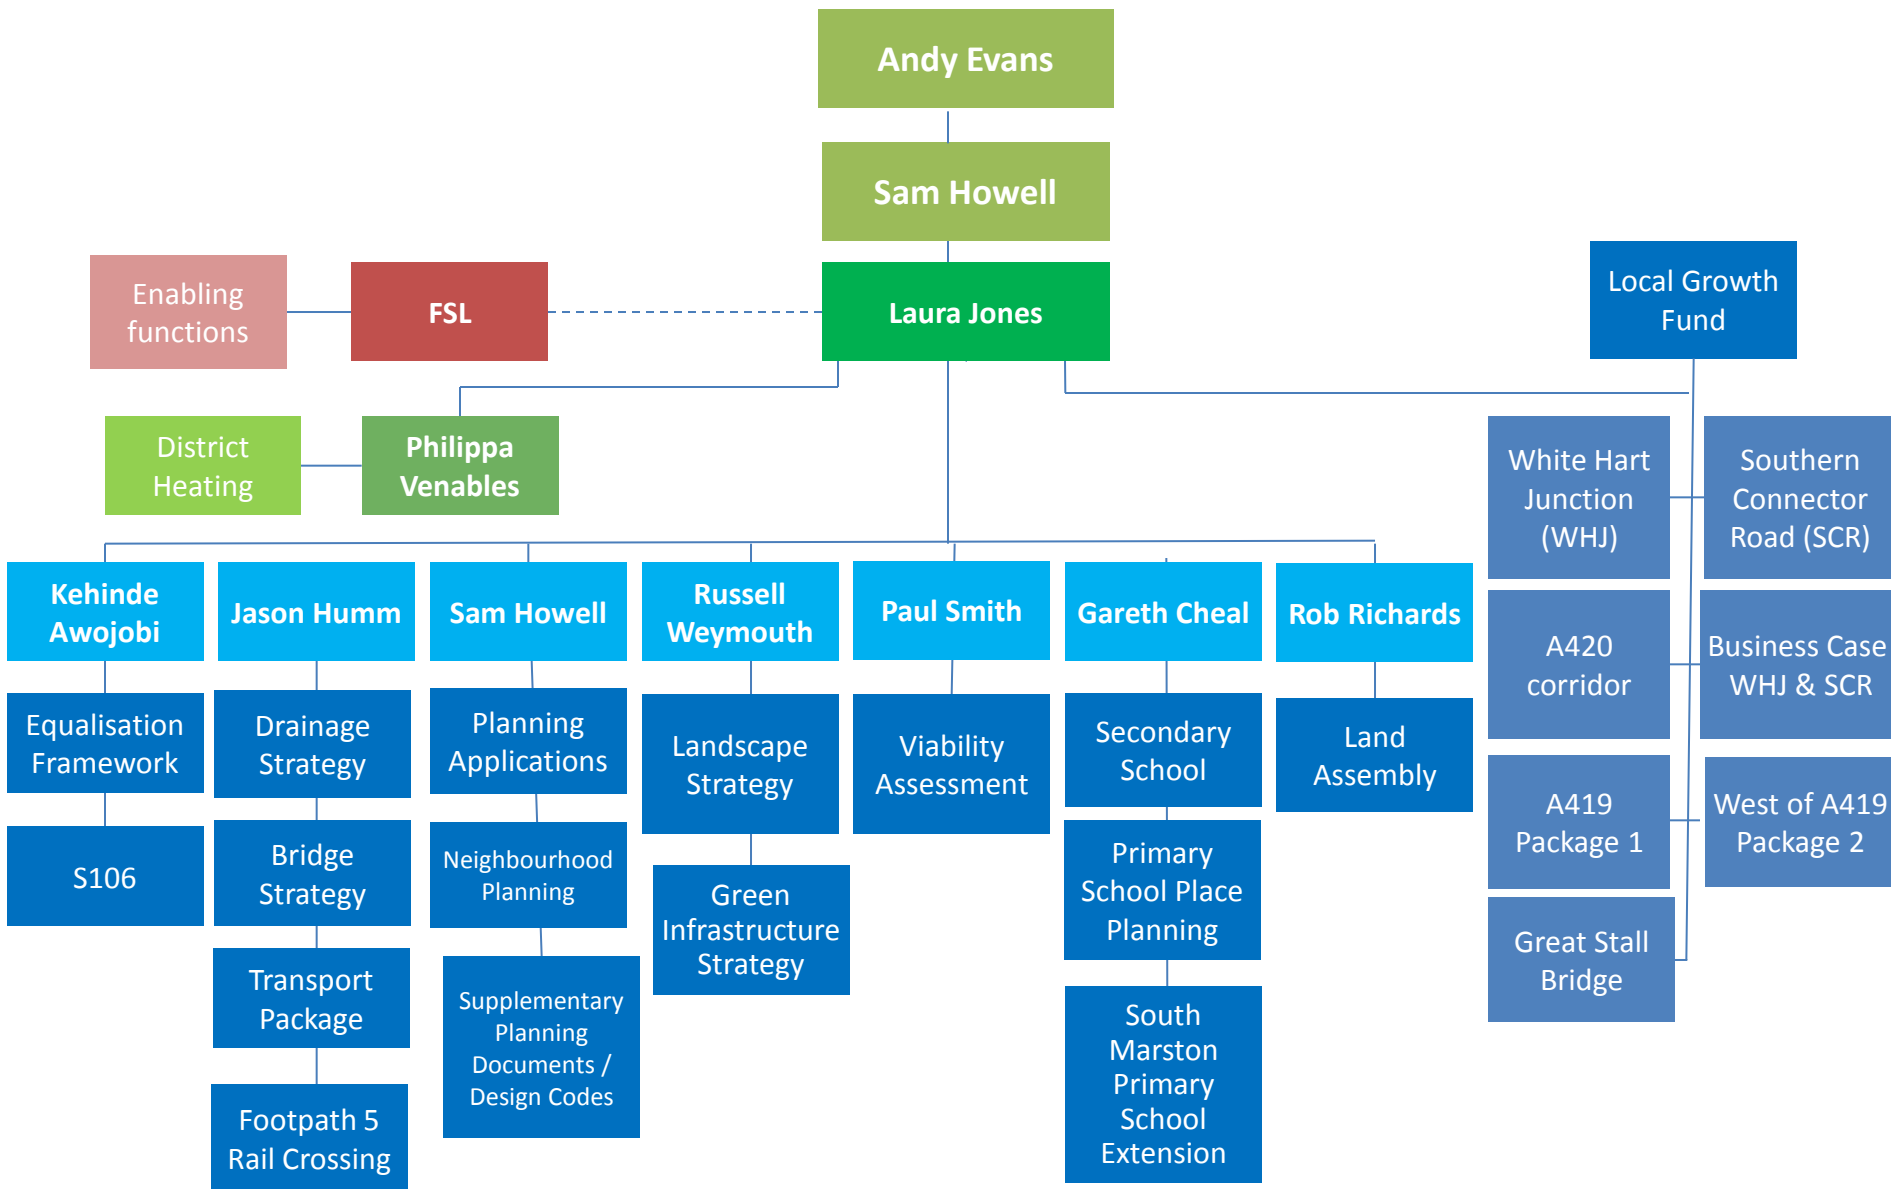 Andy Evans
Sam Howell
Enabling
functions
FSL
Laura Jones
Local Growth
Fund
District
Heating
Philippa
Venables
White Hart
Junction
(WHJ)
Southern
Connector
Road (SCR)
Kehinde
Awojobi
Jason Humm
Sam Howell
Russell
Weymouth
Paul Smith
Gareth Cheal
Rob Richards
A420
corridor
Business Case
WHJ & SCR
Equalisation
Framework
Drainage
Strategy
Planning
Applications
Landscape
Strategy
Viability
Assessment
Secondary
School
Land
Assembly
A419
Package 1
West of A419
Package 2
S106
Bridge
Strategy
Neighbourhood
Planning
Green
Infrastructure
Strategy
Primary
School Place
Planning
Great Stall
Bridge
Transport
Package
Supplementary
Planning
Documents /
Design Codes
South
Marston
Primary
School
Extension
Footpath 5
Rail Crossing